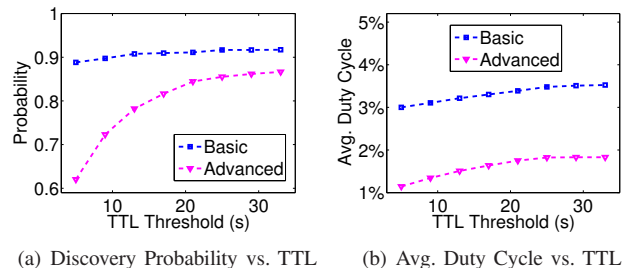 1
0.9
0.8
0.7
0.6
Probability
Basic
Advanced
10 20 30
TTL Threshold (s)
(a) Discovery Probability vs. TTL
5%
4%
3%
2%
1%
Avg. Duty Cycle
Basic
Advanced
10 20 30
TTL Threshold (s)
(b) Avg. Duty Cycle vs. TTL